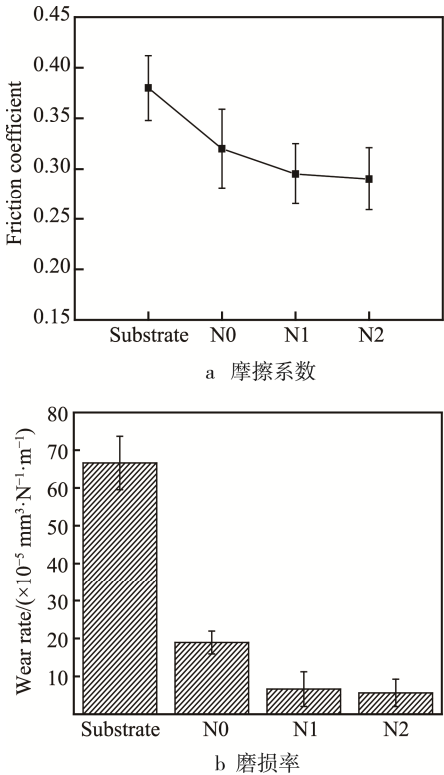 0.45
0.40
0.35
0.30
0.25
0.20
0.15
Friction coefficient
Substrate N0 N1 N2
a 摩擦系数
80
70
60
50
40
30
20
10
Wear rate/(×10⁻⁵ mm³·N⁻¹·m⁻¹)
Substrate N0 N1 N2
b 磨损率